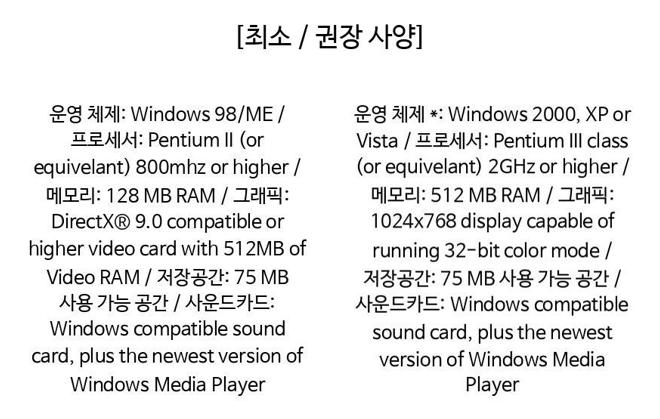 [최소 / 권장 사양]
운영 체제: Windows 98/ME /
프로세서: Pentium II (or
equivelant) 800mhz or higher /
메모리: 128 MB RAM / 그래픽:
DirectX® 9.0 compatible or
higher video card with 512MB of
Video RAM / 저장공간: 75 MB
사용 가능 공간 / 사운드카드:
Windows compatible sound
card, plus the newest version of
Windows Media Player
운영 체제 *: Windows 2000, XP or
Vista / 프로세서: Pentium III class
(or equivelant) 2GHz or higher /
메모리: 512 MB RAM / 그래픽:
1024x768 display capable of
running 32-bit color mode /
저장공간: 75 MB 사용 가능 공간 /
사운드카드: Windows compatible
sound card, plus the newest
version of Windows Media
Player